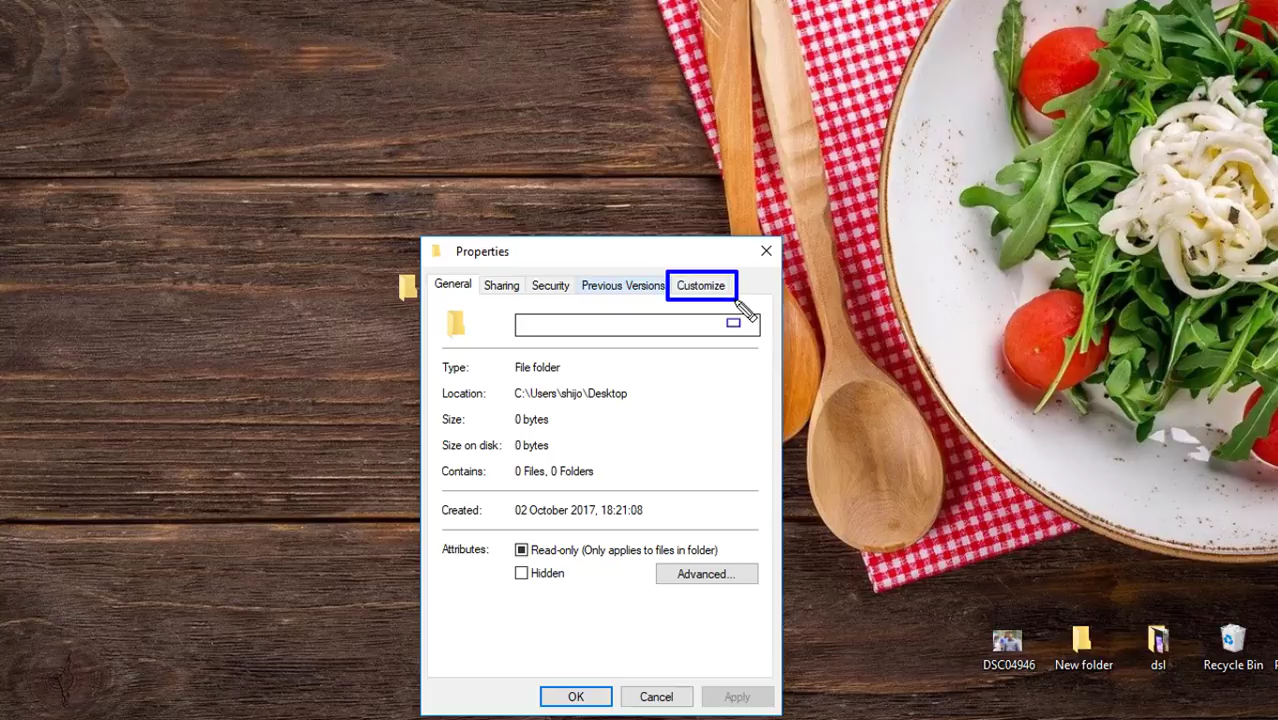 Properties
General Sharing Security Previous Versions Customize
Type: File folder
Location: C:\Users\shijo\Desktop
Size: 0 bytes
Size on disk: 0 bytes
Contains: 0 Files, 0 Folders
Created: 02 October 2017, 18:21:08
Attributes: Read-only (Only applies to files in folder)
Hidden Advanced...
OK Cancel Apply
DSC04946 New folder dsl Recycle Bin